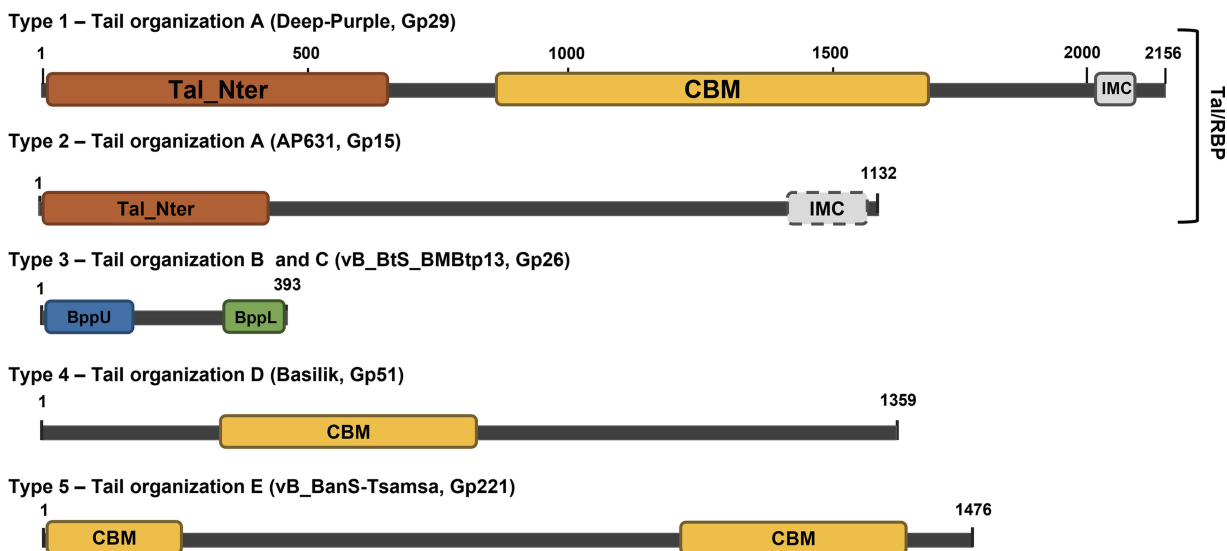 Type 1 – Tail organization A (Deep-Purple, Gp29)
1 500 1000 1500 2000 2156
Tal_Nter CBM IMC
Tal/RBP
Type 2 – Tail organization A (AP631, Gp15)
1 1132
Tal_Nter IMC
Type 3 – Tail organization B and C (vB_BtS_BMBtp13, Gp26)
1 393
BppU BppL
Type 4 – Tail organization D (Basilik, Gp51)
1 1359
CBM
Type 5 – Tail organization E (vB_BanS-Tsamsa, Gp221)
1 1476
CBM CBM